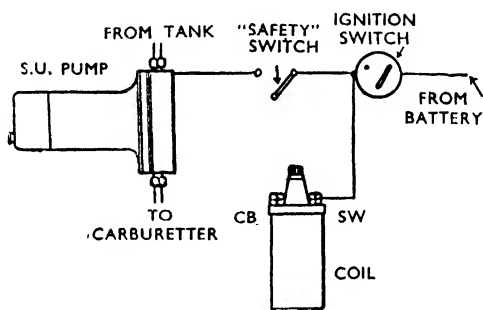 FROM TANK
"SAFETY"
SWITCH
IGNITION
SWITCH
S.U. PUMP
FROM
BATTERY
TO
CARBURETTER
CB
SW
COIL